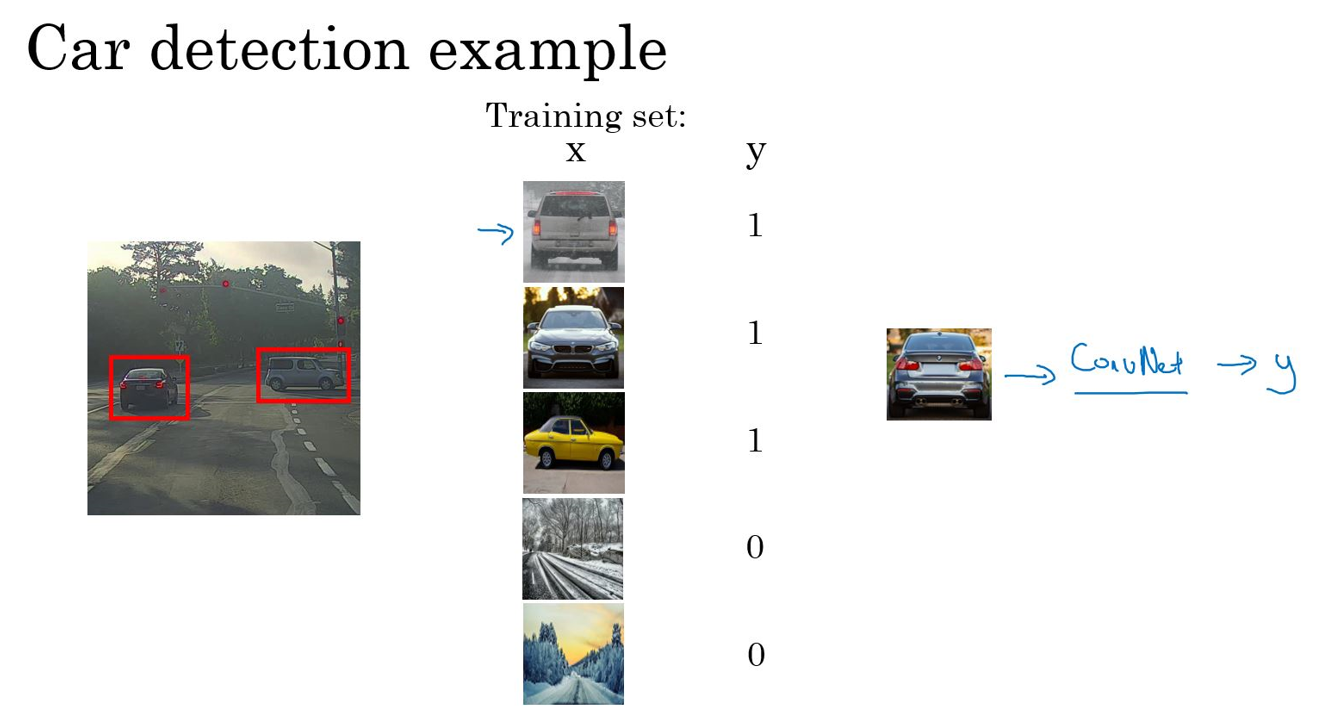 Car detection example
Training set:
x y
1
1
1
0
0
→ ConvNet → y